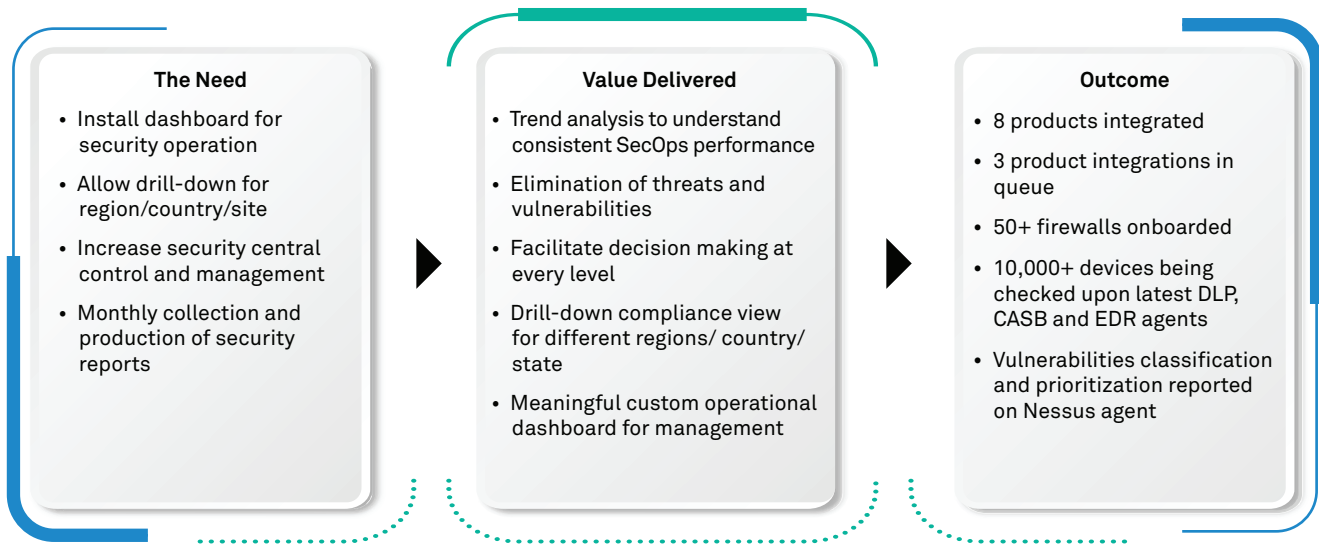 The Need
• Install dashboard for
security operation
• Allow drill-down for
region/country/site
• Increase security central
control and management
• Monthly collection and
production of security
reports
Value Delivered
• Trend analysis to understand
consistent SecOps performance
• Elimination of threats and
vulnerabilities
• Facilitate decision making at
every level
• Drill-down compliance view
for different regions/ country/
state
• Meaningful custom operational
dashboard for management
Outcome
• 8 products integrated
• 3 product integrations in
queue
• 50+ firewalls onboarded
• 10,000+ devices being
checked upon latest DLP,
CASB and EDR agents
• Vulnerabilities classification
and prioritization reported
on Nessus agent